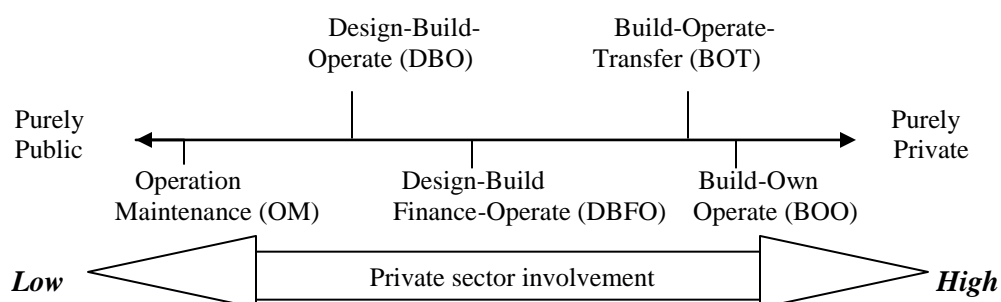 Design-Build-
Operate (DBO)
Build-Operate-
Transfer (BOT)
Purely
Public
Purely
Private
Operation
Maintenance (OM)
Design-Build
Finance-Operate (DBFO)
Build-Own
Operate (BOO)
Low
Private sector involvement
High